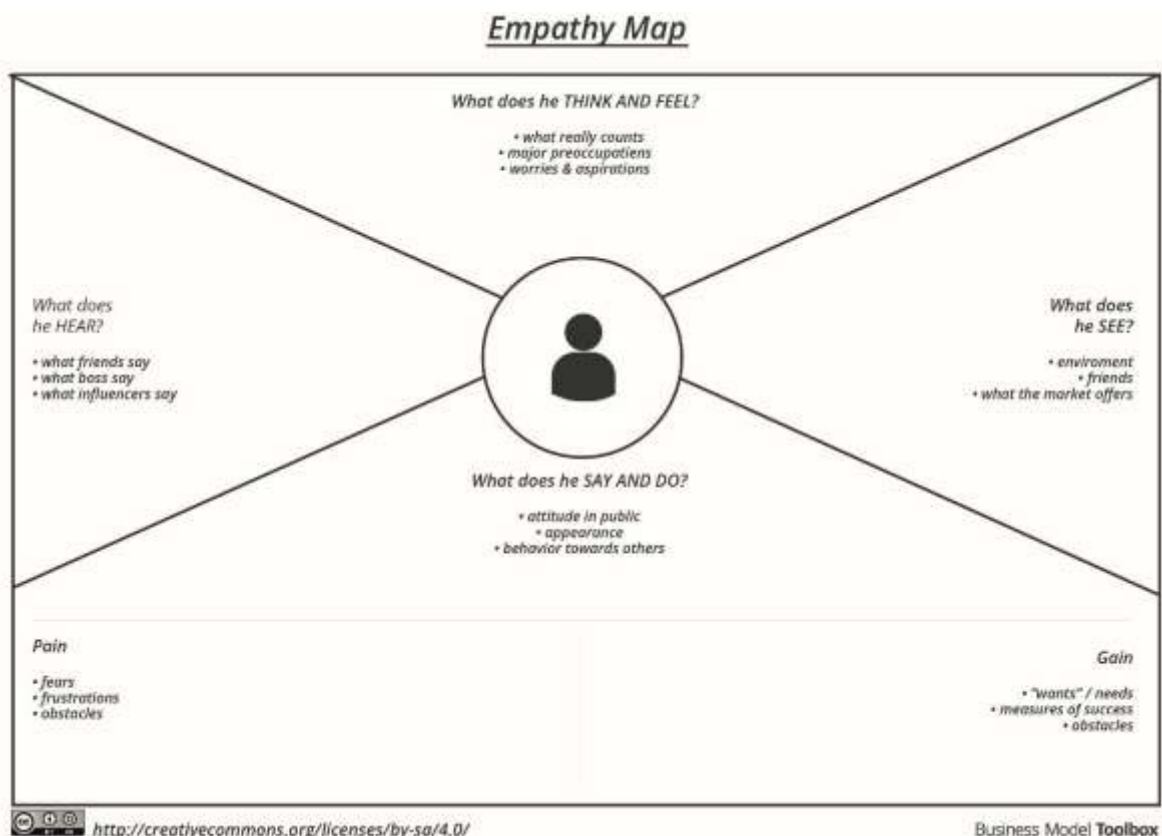 Empathy Map
What does he THINK AND FEEL?
• what really counts
• major preoccupatiens
• worries & aspirations
What does
he HEAR?
• what friends say
• what boss say
• what influencers say
What does
he SEE?
• enviroment
• friends
• what the market offers
What does he SAY AND DO?
• attitude in public
• appearance
• behavior towards others
Pain
• fears
• frustrations
• obstacles
Gain
• "wants" / needs
• measures of success
• obstacles
cc BY SA
http://creativecommons.org/licenses/by-sa/4.0/
Business Model Toolbox